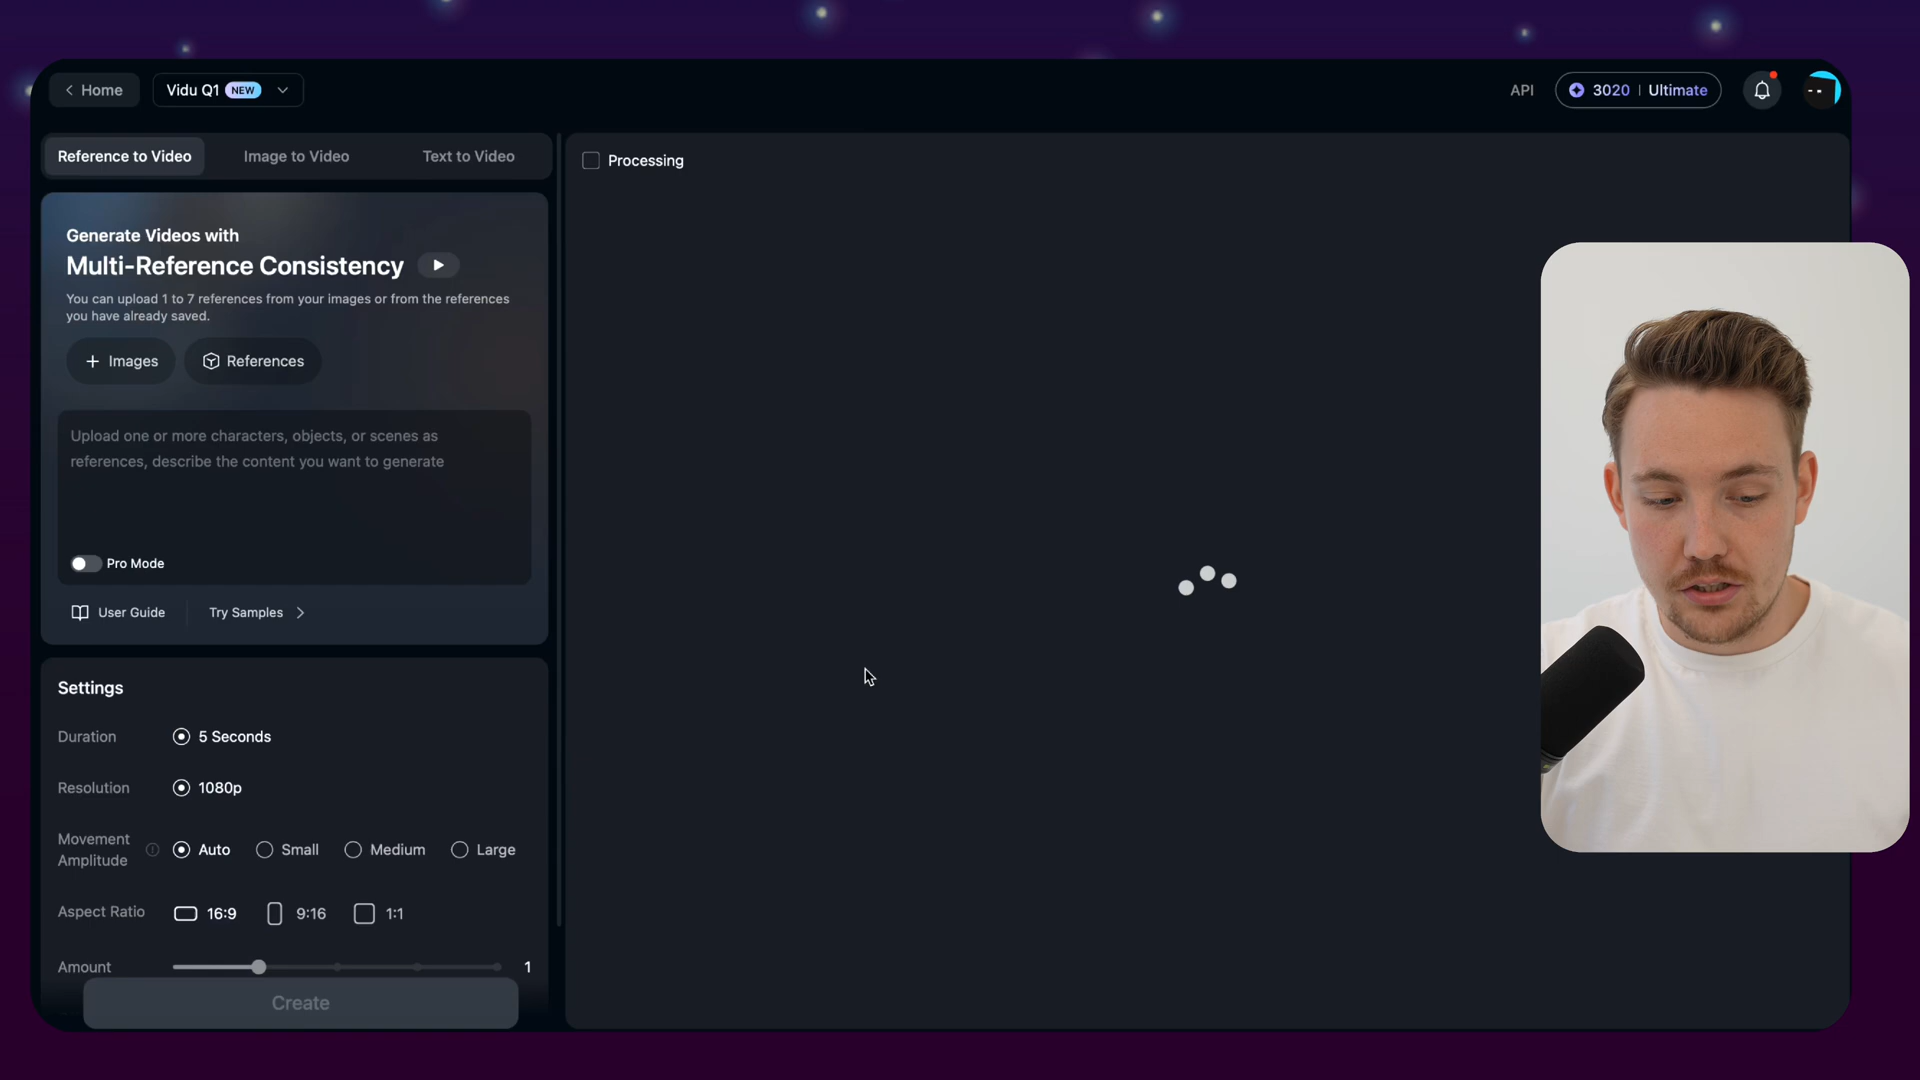 Home
Vidu Q1 NEW
API
3020 | Ultimate
Reference to Video
Image to Video
Text to Video
Processing
Generate Videos with
Multi-Reference Consistency
You can upload 1 to 7 references from your images or from the references
you have already saved.
Images
References
Upload one or more characters, objects, or scenes as
references, describe the content you want to generate
Pro Mode
User Guide
Try Samples
Settings
Duration
5 Seconds
Resolution
1080p
Movement
Amplitude
Auto
Small
Medium
Large
Aspect Ratio
16:9
9:16
1:1
Amount
1
Create